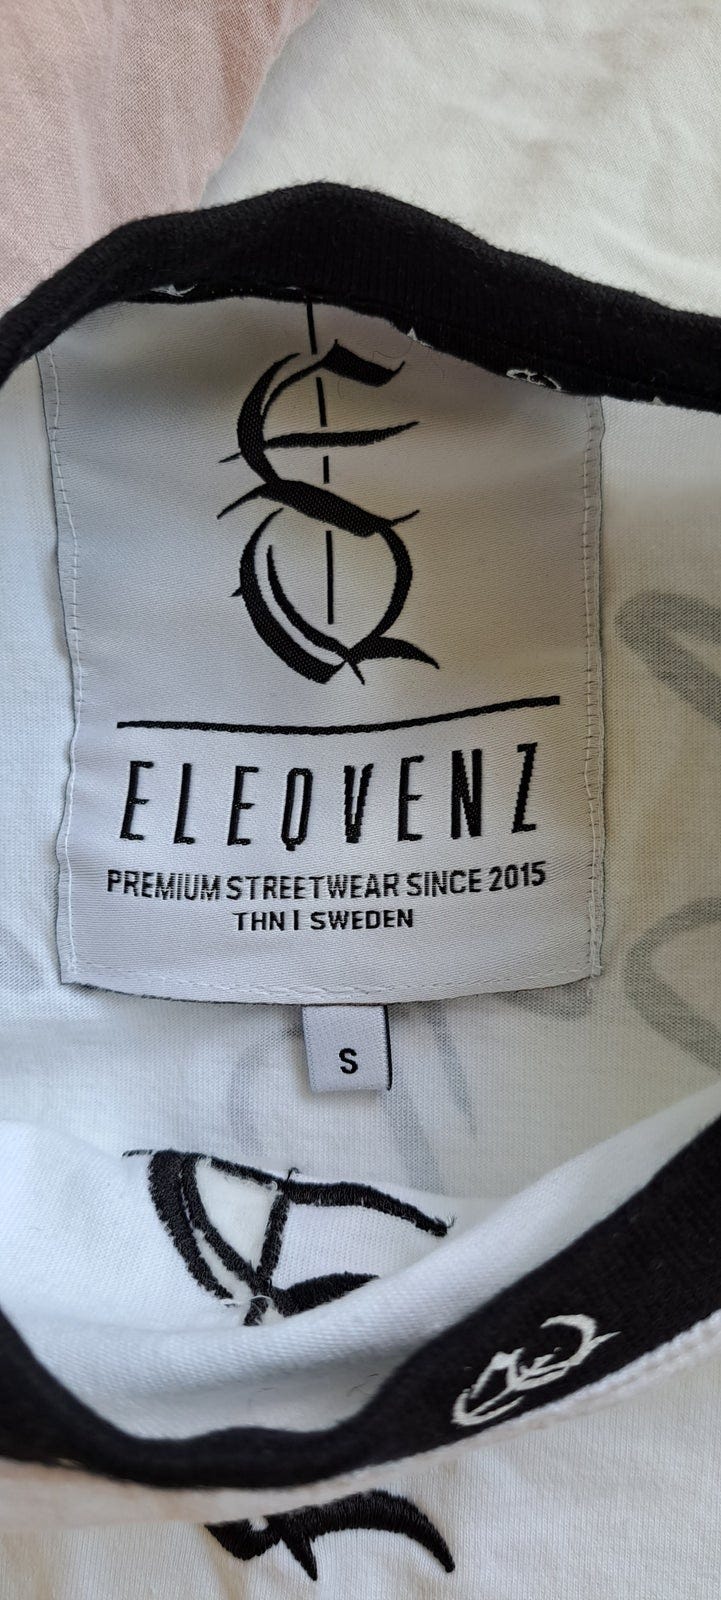 ELEQVENZ
PREMIUM STREETWEAR SINCE 2015
THN | SWEDEN
S